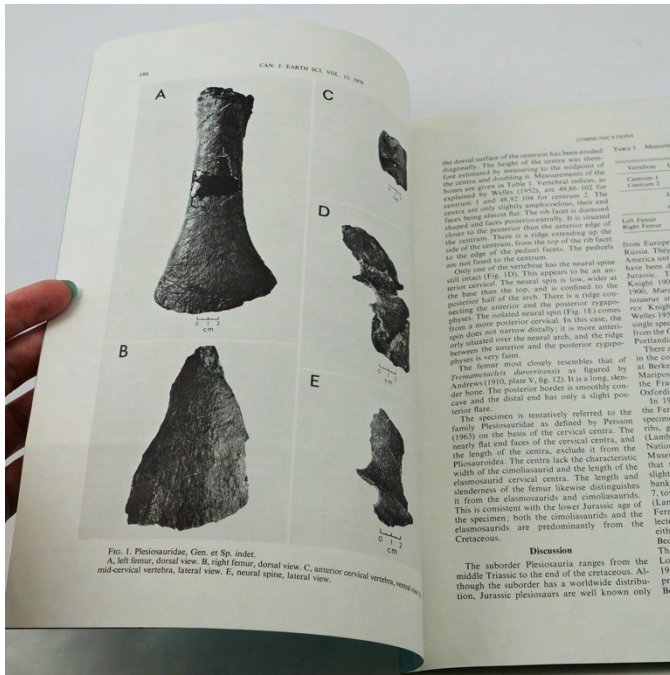 186
CAN. J. EARTH SCI. VOL. 13, 1976
A
C
0 1 2
cm
D
0 1 2
cm
0 1 2
cm
B
E
0 1 2
cm
FIG. 1. Plesiosauridae, Gen. et Sp. indet.
A, left femur, dorsal view. B, right femur, dorsal view. C, anterior cervical vertebra, ventral
mid-cervical vertebra, lateral view. E, neural spine, lateral view.
COMMUNICATIONS
the dorsal surface of the centrum has been eroded
diagonally. The height of the centra was there-
fore estimated by measuring to the midpoint of
the centra and doubling it. Measurements of the
bones are given in Table 1. Vertebral indices, as
explained by Welles (1952), are 49;86:102 for
centrum 1 and 48;92:104 for centrum 2. The
centra are only slightly amphicoelous, their end
faces being almost flat. The rib facet is diamond
shaped and faces posterioventrally. It is situated
closer to the posterior than the anterior edge of
the centrum. There is a ridge extending up the
side of the centrum, from the top of the rib facet
to the edge of the pedicel facets. The pedicels
are not fused to the centrum.
Only one of the vertebrae has the neural spine
still intact (Fig. 1D). This appears to be an an-
terior cervical. The neural spine is low, wider at
the base than the top, and is confined to the
posterior half of the arch. There is a ridge con-
necting the anterior and the posterior zygapo-
physes. The isolated neural spine (Fig. 1E) comes
from a more posterior cervical. In this case, the
spine does not narrow distally; it is more anteri-
orly situated over the neural arch, and the ridge
between the anterior and the posterior zygapo-
physes is very faint.
The femur most closely resembles that of
Andrews (1910, plate V, fig. 12). It is a long, slen-
der bone. The posterior border is smoothly con-
cave and the distal end has only a slight pos-
terior flare.
The specimen is tentatively referred to the
family Plesiosauridae as defined by Persson
(1963) on the basis of the cervical centra. The
nearly flat end faces of the cervical centra, and
the length of the centra, exclude it from the
Pliosauroidea. The centra lack the characteristic
width of the cimoliasaurid and the length of the
elasmosaurid cervical centra. The length and
slenderness of the femur likewise distinguishes
it from the elasmosaurids and cimoliasaurids.
This is consistent with the lower Jurassic age of
the specimen; both the cimoliasaurids and the
elasmosaurids are predominantly from the
Cretaceous.
Discussion
The suborder Plesiosauria ranges from the
middle Triassic to the end of the cretaceous. Al-
though the suborder has a worldwide distribu-
tion, Jurassic plesiosaurs are well known only
TABLE 1.
Vertebrae
Centrum 1
Centrum 2
Left Femur
Right Femur
from Europe
Russia. They
America unt
have been d
Jurassic. T
Knight 190
1900, Mur
tosaurus
rex Knight
Welles 195
single spec
from the O
Portlandi
There a
in the co
at Berke
Mariposa
the Fra
Oxfordi
In 19
the Fe
specim
ribs, g
(Lamb
Nation
Museu
that t
slight
bank
7, to
(Lam
Fern
lecte
eith
Bec
Th
Lo
19
pr
Be